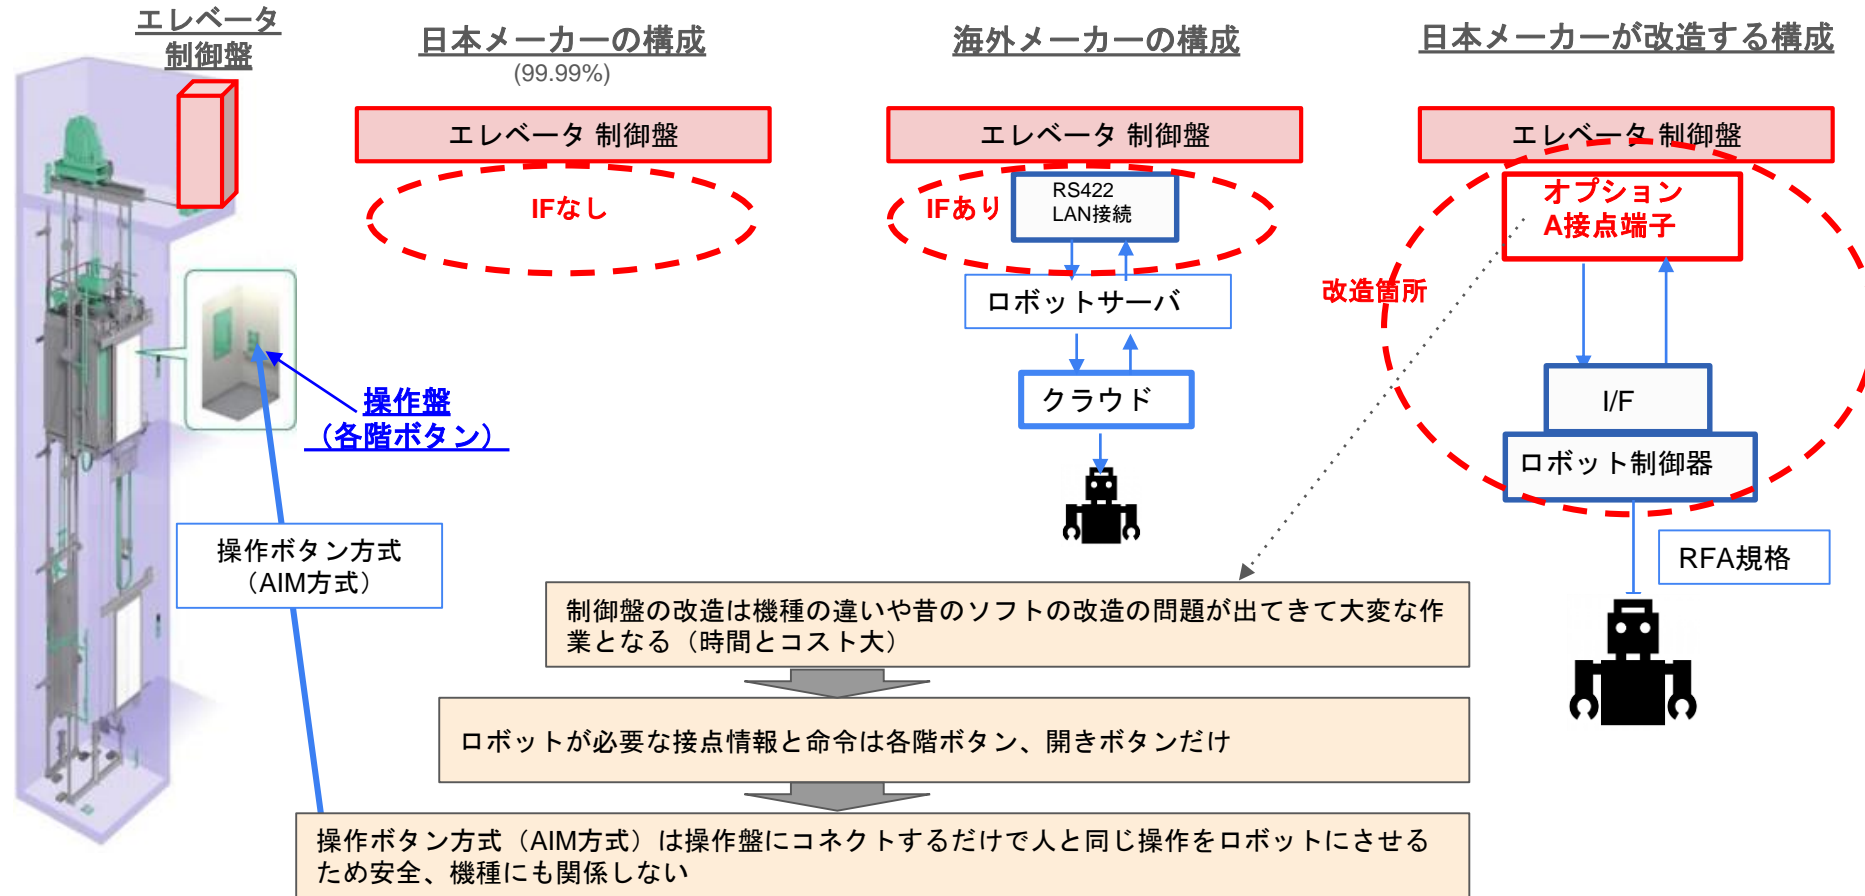 エレベータ
制御盤
日本メーカーの構成
(99.99%)
海外メーカーの構成
日本メーカーが改造する構成
エレベータ 制御盤
IFなし
エレベータ 制御盤
IFあり
RS422
LAN接続
ロボットサーバ
クラウド
エレベータ 制御盤
オプション
A接点端子
改造箇所
I/F
ロボット制御器
RFA規格
操作盤
（各階ボタン）
操作ボタン方式
（AIM方式）
制御盤の改造は機種の違いや昔のソフトの改造の問題が出てきて大変な作
業となる（時間とコスト大）
ロボットが必要な接点情報と命令は各階ボタン、開きボタンだけ
操作ボタン方式（AIM方式）は操作盤にコネクトするだけで人と同じ操作をロボットにさせる
ため安全、機種にも関係しない